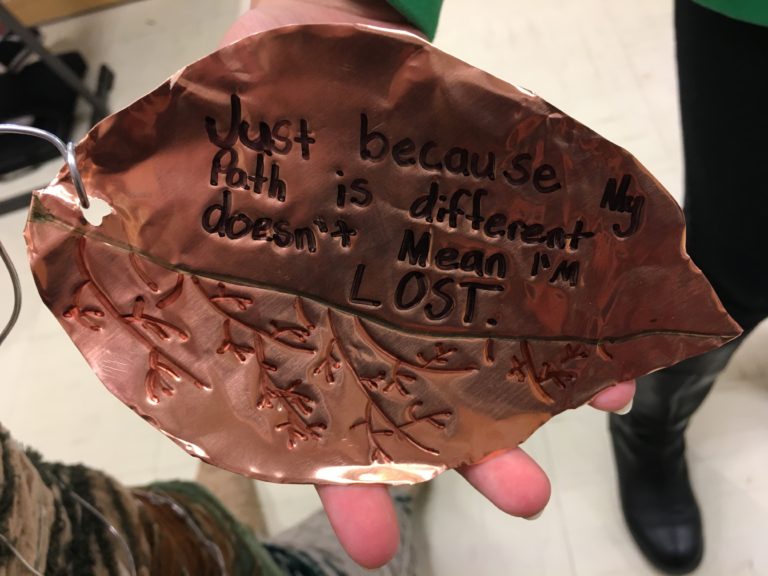 Just because My
Path is different
doesn't Mean I'M
LOST.